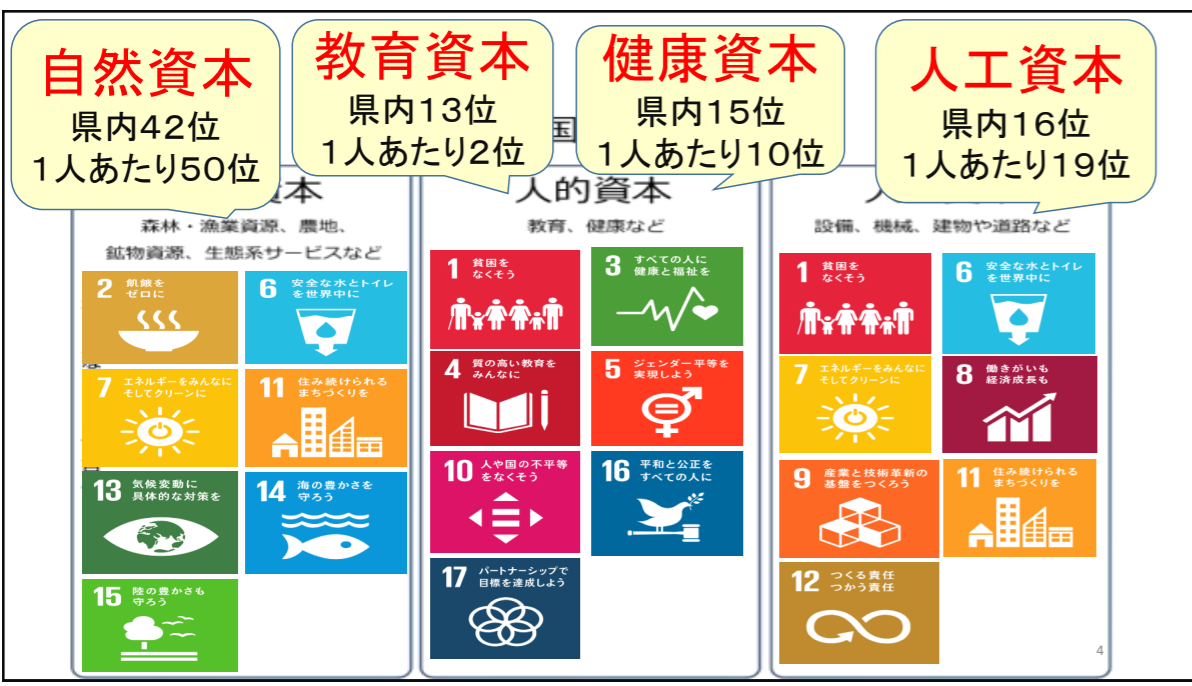 自然資本
県内42位
1人あたり50位
教育資本
県内13位
1人あたり2位
健康資本
県内15位
1人あたり10位
人工資本
県内16位
1人あたり19位
国
資本
森林・漁業資源、農地、
鉱物資源、生態系サービスなど
2 飢餓を
ゼロに
6 安全な水とトイレ
を世界中に
7 エネルギーをみんなに
そしてクリーンに
11 住み続けられる
まちづくりを
13 気候変動に
具体的な対策を
14 海の豊かさを
守ろう
15 陸の豊かさも
守ろう
人的資本
教育、健康など
1 貧困を
なくそう
3 すべての人に
健康と福祉を
4 質の高い教育を
みんなに
5 ジェンダー平等を
実現しよう
10 人や国の不平等
をなくそう
16 平和と公正を
すべての人に
17 パートナーシップで
目標を達成しよう
設備、機械、建物や道路など
1 貧困を
なくそう
6 安全な水とトイレ
を世界中に
7 エネルギーをみんなに
そしてクリーンに
8 働きがいも
経済成長も
9 産業と技術革新の
基盤をつくろう
11 住み続けられる
まちづくりを
12 つくる責任
つかう責任
4